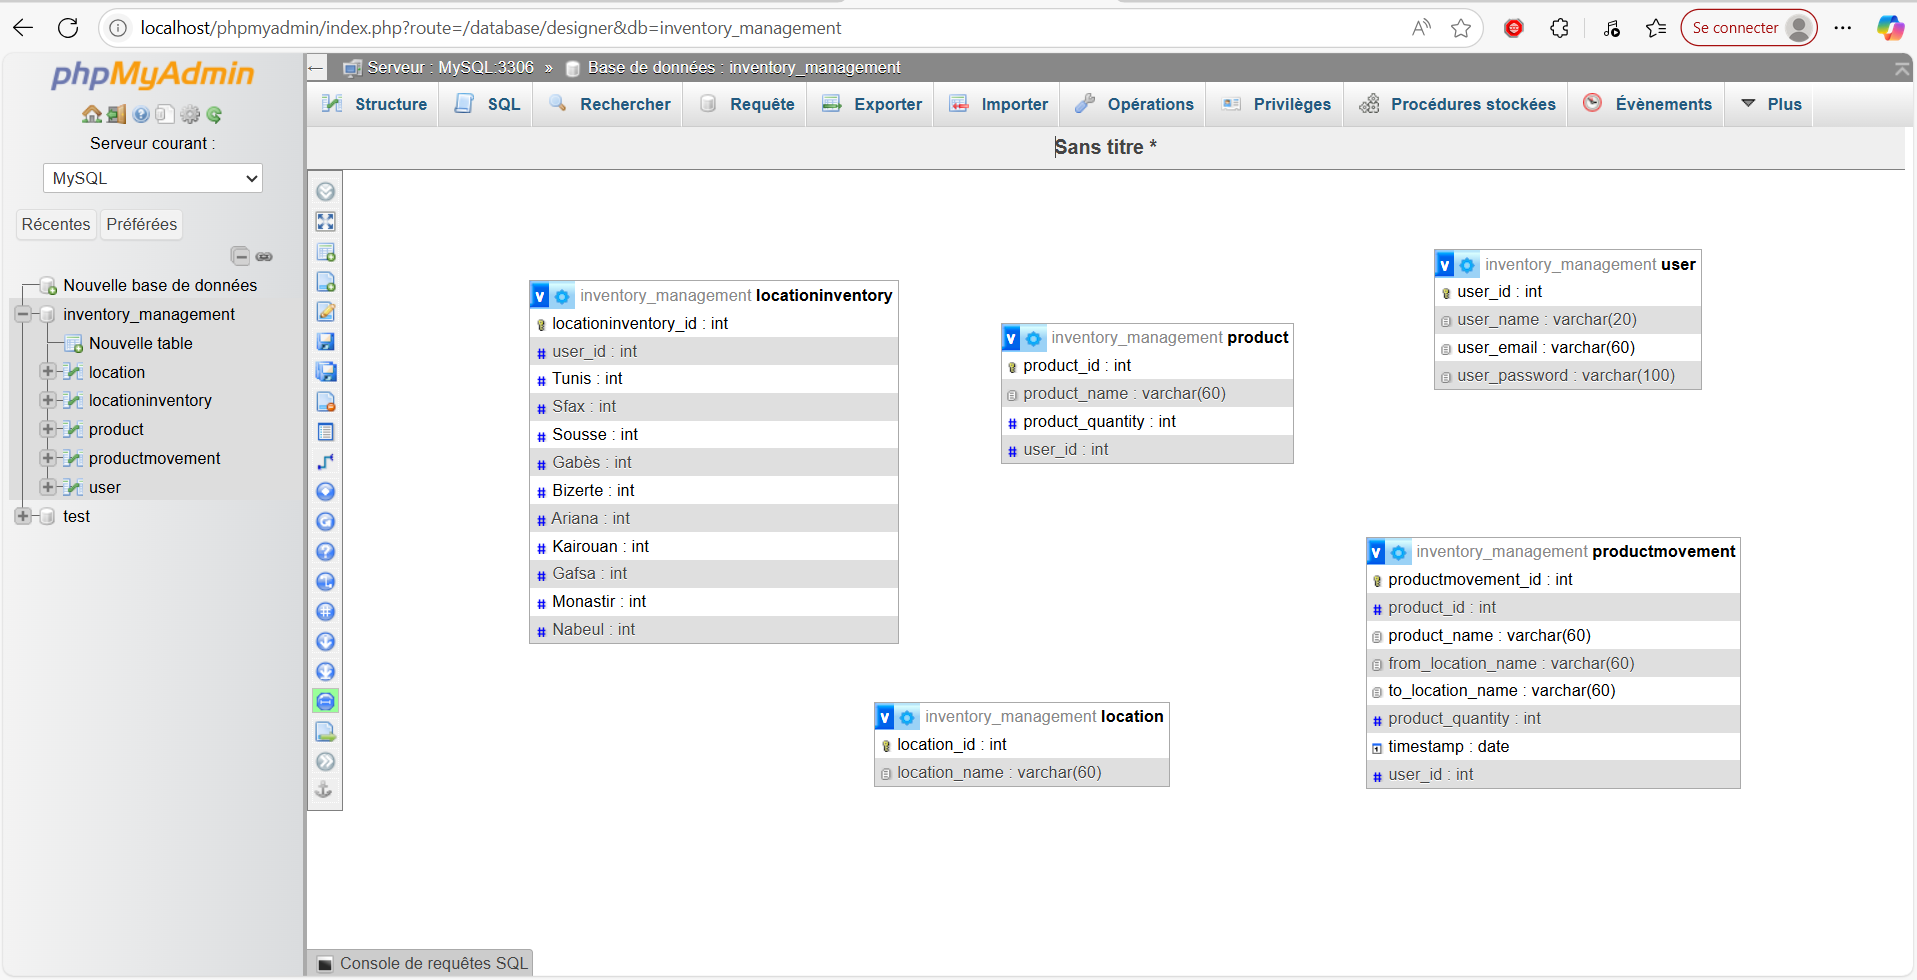 localhost/phpmyadmin/index.php?route=/database/designer&db=inventory_management
Se connecter
phpMyAdmin
Serveur courant :
MySQL
Récentes
Préférées
Nouvelle base de données
inventory_management
Nouvelle table
location
locationinventory
product
productmovement
user
test
Serveur : MySQL:3306 » Base de données : inventory_management
Structure
SQL
Rechercher
Requête
Exporter
Importer
Opérations
Privilèges
Procédures stockées
Évènements
Plus
Sans titre *
v inventory_management locationinventory
locationinventory_id : int
# user_id : int
# Tunis : int
# Sfax : int
# Sousse : int
# Gabès : int
# Bizerte : int
# Ariana : int
# Kairouan : int
# Gafsa : int
# Monastir : int
# Nabeul : int
v inventory_management product
product_id : int
product_name : varchar(60)
# product_quantity : int
# user_id : int
v inventory_management user
user_id : int
user_name : varchar(20)
user_email : varchar(60)
user_password : varchar(100)
v inventory_management productmovement
productmovement_id : int
# product_id : int
product_name : varchar(60)
from_location_name : varchar(60)
to_location_name : varchar(60)
# product_quantity : int
timestamp : date
# user_id : int
v inventory_management location
location_id : int
location_name : varchar(60)
Console de requêtes SQL